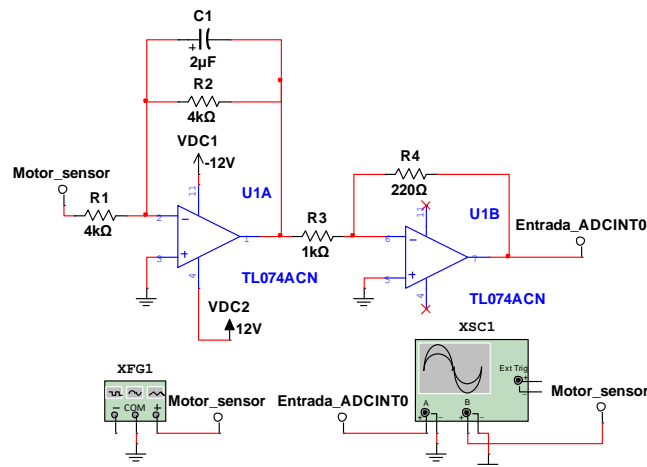 C1
+
2µF
R2
4kΩ
VDC1
-12V
Motor_sensor
R1
4kΩ
11
U1A
2
3
1
4
TL074ACN
VDC2
12V
R3
1kΩ
R4
220Ω
U1B
6
5
7
4
TL074ACN
Entrada_ADCINT0
XFG1
COM
Motor_sensor
XSC1
Ext Trig
A
B
Entrada_ADCINT0
Motor_sensor